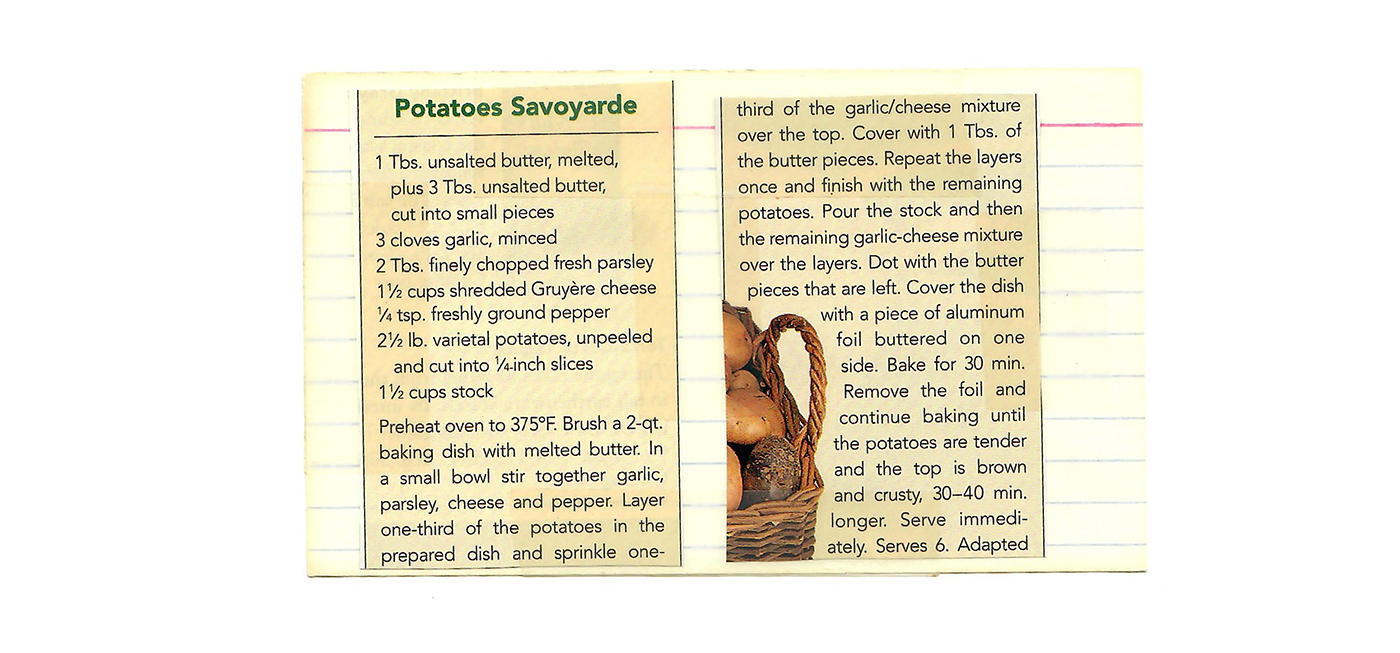 Potatoes Savoyarde
1 Tbs. unsalted butter, melted,
plus 3 Tbs. unsalted butter,
cut into small pieces
3 cloves garlic, minced
2 Tbs. finely chopped fresh parsley
1½ cups shredded Gruyère cheese
¼ tsp. freshly ground pepper
2½ lb. varietal potatoes, unpeeled
and cut into ¼-inch slices
1½ cups stock
Preheat oven to 375°F. Brush a 2-qt.
baking dish with melted butter. In
a small bowl stir together garlic,
parsley, cheese and pepper. Layer
one-third of the potatoes in the
prepared dish and sprinkle one-
third of the garlic/cheese mixture
over the top. Cover with 1 Tbs. of
the butter pieces. Repeat the layers
once and finish with the remaining
potatoes. Pour the stock and then
the remaining garlic-cheese mixture
over the layers. Dot with the butter
pieces that are left. Cover the dish
with a piece of aluminum
foil buttered on one
side. Bake for 30 min.
Remove the foil and
continue baking until
the potatoes are tender
and the top is brown
and crusty, 30–40 min.
longer. Serve immedi-
ately. Serves 6. Adapted